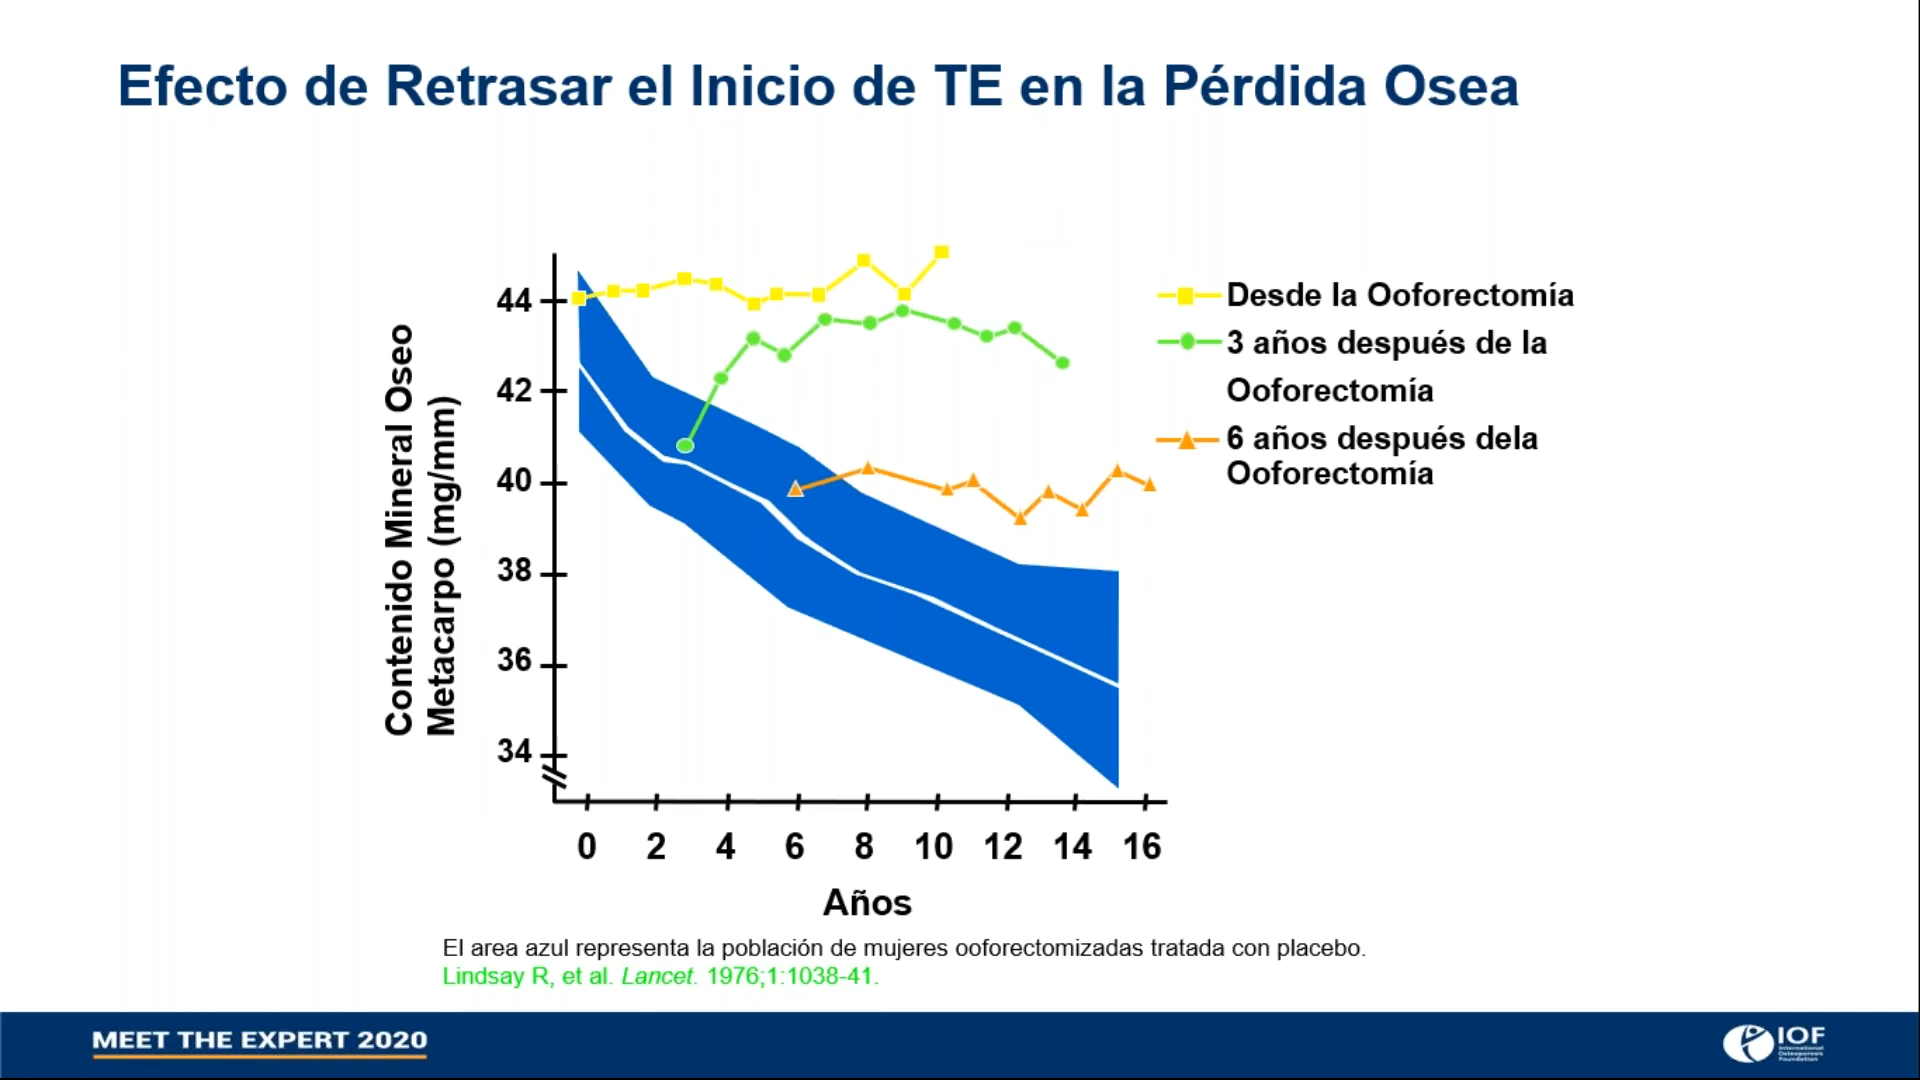 Efecto de Retrasar el Inicio de TE en la Pérdida Osea
Contenido Mineral Oseo
Metacarpo (mg/mm)
44
42
40
38
36
34
0 2 4 6 8 10 12 14 16
Años
Desde la Ooforectomía
3 años después de la
Ooforectomía
6 años después dela
Ooforectomía
El area azul representa la población de mujeres ooforectomizadas tratada con placebo.
Lindsay R, et al. Lancet. 1976;1:1038-41.
MEET THE EXPERT 2020
IOF
International
Osteoporosis
Foundation